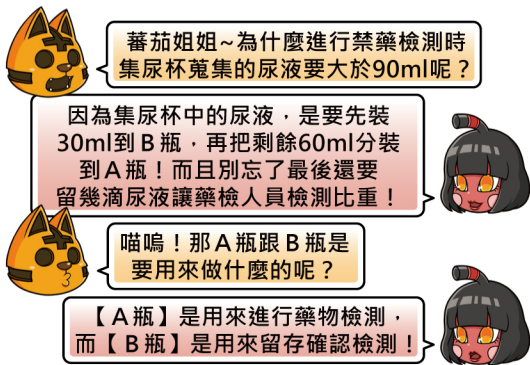 蕃茄姐姐~為什麼進行禁藥檢測時
集尿杯蒐集的尿液要大於90ml呢？
因為集尿杯中的尿液，是要先裝
30ml到B瓶，再把剩餘60ml分裝
到A瓶！而且別忘了最後還要
留幾滴尿液讓藥檢人員檢測比重！
喵嗚！那A瓶跟B瓶是
要用來做什麼的呢？
【A瓶】是用來進行藥物檢測，
而【B瓶】是用來留存確認檢測！